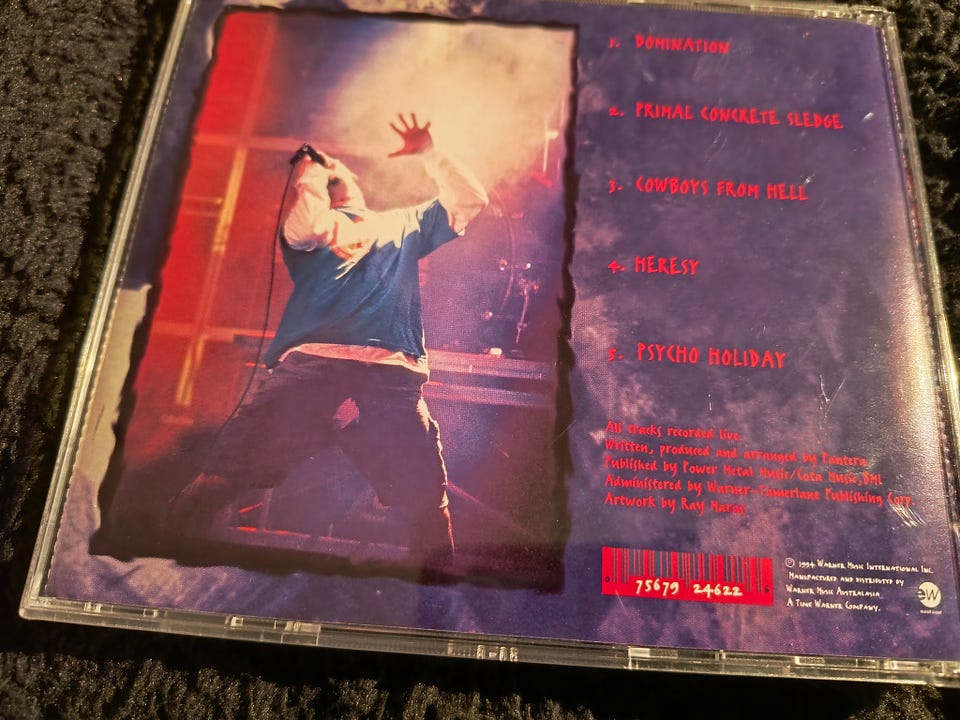 1. DOMINATION
2. PRIMAL CONCRETE SLEDGE
3. COWBOYS FROM HELL
4. HERESY
5. PSYCHO HOLIDAY
All tracks recorded live.
Written, produced and arranged by Pantera
Published by Power Metal Music/Cota Music, BMI
Administered by Warner-Tamerlane Publishing Corp.
Artwork by Ray
75679 24622
© 1994 WARNER MUSIC INTERNATIONAL INC.
MANUFACTURED AND DISTRIBUTED BY
WARNER MUSIC AUSTRALASIA
A TIME WARNER COMPANY.
ew
eastwest